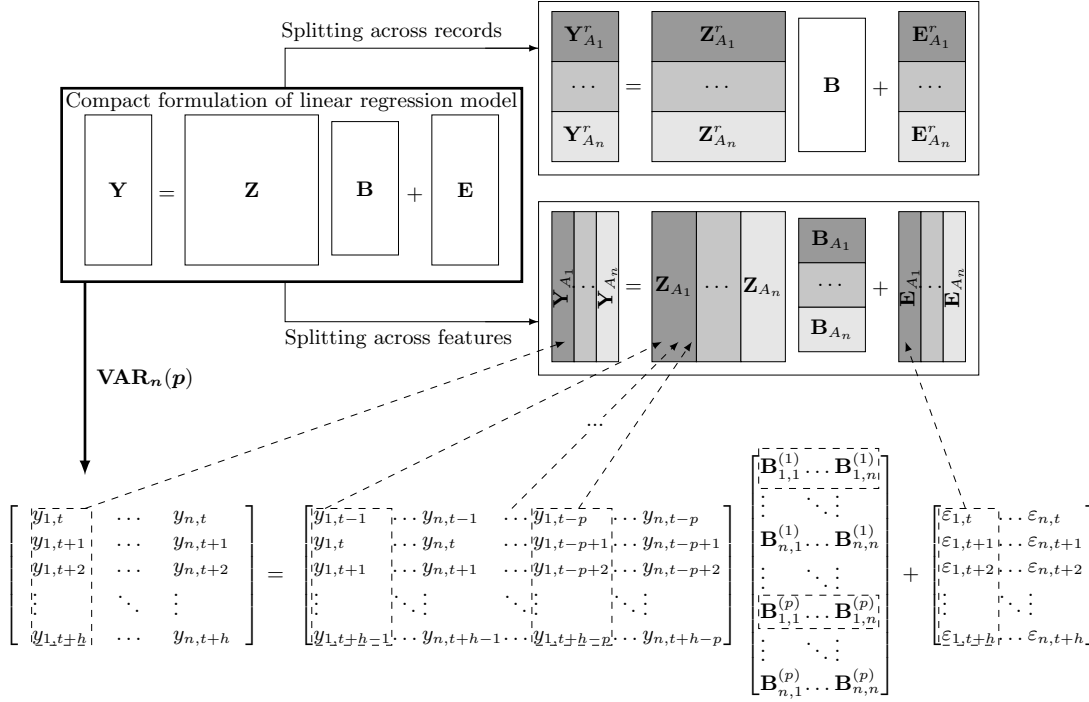 Splitting across records
Y^r_{A_1} Z^r_{A_1} E^r_{A_1}
... = ... B + ...
Y^r_{A_n} Z^r_{A_n} E^r_{A_n}
Compact formulation of linear regression model
Y = Z B + E
Y_{A_1} ... Y_{A_n} = Z_{A_1} ... Z_{A_n} B_{A_1} ... B_{A_n} + E_{A_1} ... E_{A_n}
Splitting across features
VAR_n(p)
...
[ y_{1,t} ... y_{n,t}
y_{1,t+1} ... y_{n,t+1}
y_{1,t+2} ... y_{n,t+2}
⋮ ⋱ ⋮
y_{1,t+h} ... y_{n,t+h} ]
=
[ y_{1,t-1} ... y_{n,t-1} ... y_{1,t-p} ... y_{n,t-p}
y_{1,t} ... y_{n,t} ... y_{1,t-p+1} ... y_{n,t-p+1}
y_{1,t+1} ... y_{n,t+1} ... y_{1,t-p+2} ... y_{n,t-p+2}
⋮ ⋱ ⋮ ⋱ ⋮ ⋱ ⋮
y_{1,t+h-1} ... y_{n,t+h-1} ... y_{1,t+h-p} ... y_{n,t+h-p} ]
[ B^{(1)}_{1,1} ... B^{(1)}_{1,n}
⋮ ⋱ ⋮
B^{(1)}_{n,1} ... B^{(1)}_{n,n}
⋮ ⋱ ⋮
B^{(p)}_{1,1} ... B^{(p)}_{1,n}
⋮ ⋱ ⋮
B^{(p)}_{n,1} ... B^{(p)}_{n,n} ]
+
[ ε_{1,t} ... ε_{n,t}
ε_{1,t+1} ... ε_{n,t+1}
ε_{1,t+2} ... ε_{n,t+2}
⋮ ⋱ ⋮
ε_{1,t+h} ... ε_{n,t+h} ]